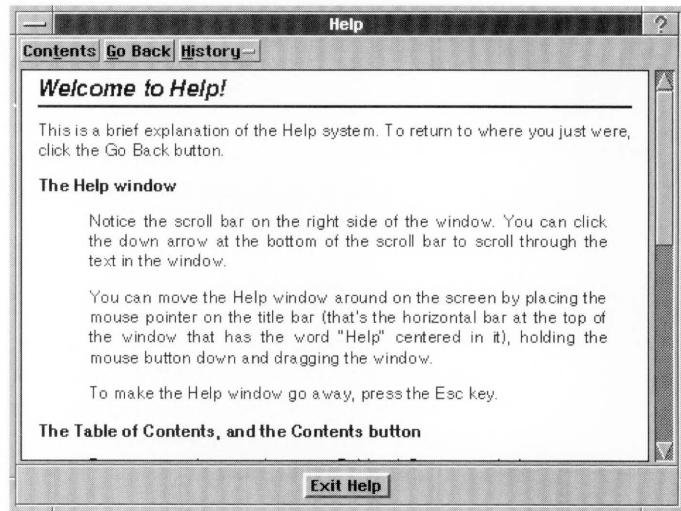 Help
?
Contents Go Back History
Welcome to Help!
This is a brief explanation of the Help system. To return to where you just were,
click the Go Back button.
The Help window
Notice the scroll bar on the right side of the window. You can click
the down arrow at the bottom of the scroll bar to scroll through the
text in the window.
You can move the Help window around on the screen by placing the
mouse pointer on the title bar (that's the horizontal bar at the top of
the window that has the word "Help" centered in it), holding the
mouse button down and dragging the window.
To make the Help window go away, press the Esc key.
The Table of Contents, and the Contents button
Exit Help